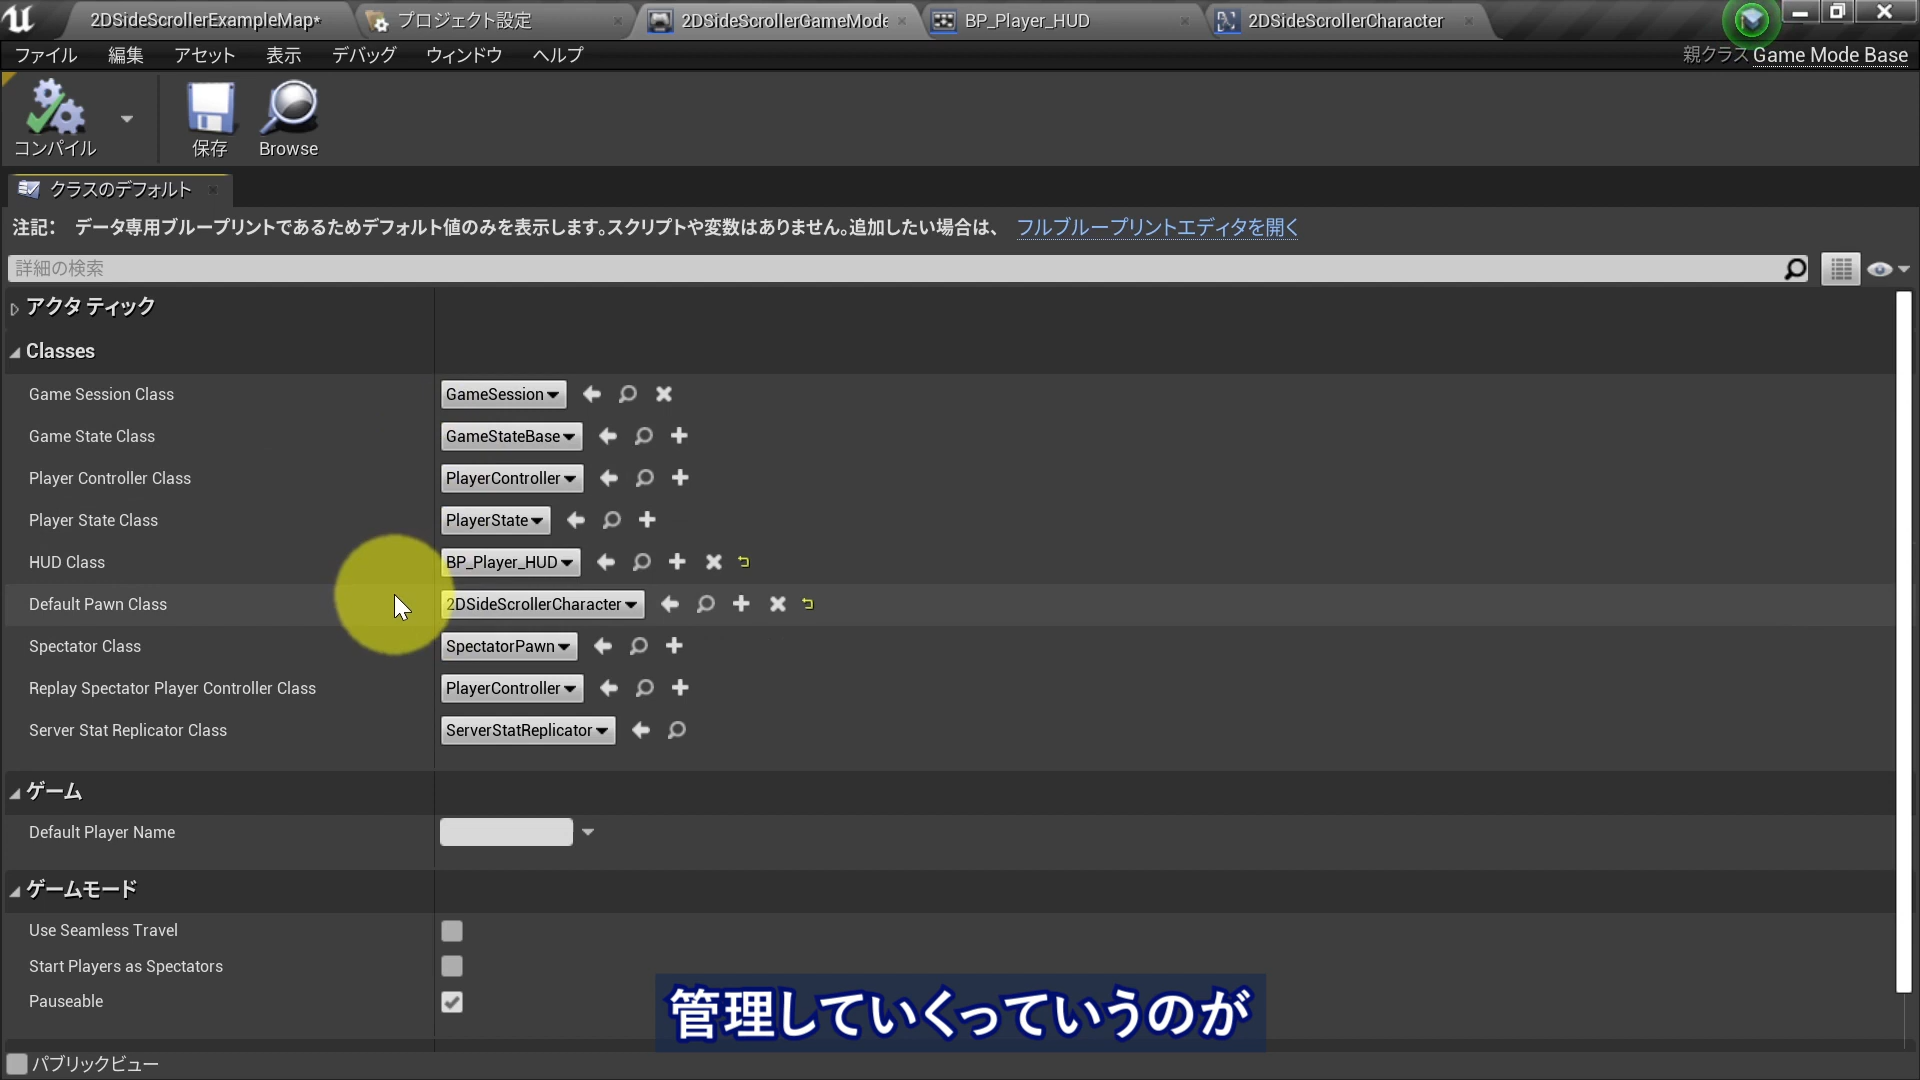 2DSideScrollerExampleMap*
プロジェクト設定
2DSideScrollerGameMode
BP_Player_HUD
2DSideScrollerCharacter
ファイル 編集 アセット 表示 デバッグ ウィンドウ ヘルプ
親クラス Game Mode Base
コンパイル
保存
Browse
クラスのデフォルト
注記: データ専用ブループリントであるためデフォルト値のみを表示します。スクリプトや変数はありません。追加したい場合は、 フルブループリントエディタを開く
詳細の検索
アクタ ティック
Classes
Game Session Class GameSession
Game State Class GameStateBase
Player Controller Class PlayerController
Player State Class PlayerState
HUD Class BP_Player_HUD
Default Pawn Class 2DSideScrollerCharacter
Spectator Class SpectatorPawn
Replay Spectator Player Controller Class PlayerController
Server Stat Replicator Class ServerStatReplicator
ゲーム
Default Player Name
ゲームモード
Use Seamless Travel
Start Players as Spectators
Pauseable
管理していくっていうのが
パブリックビュー